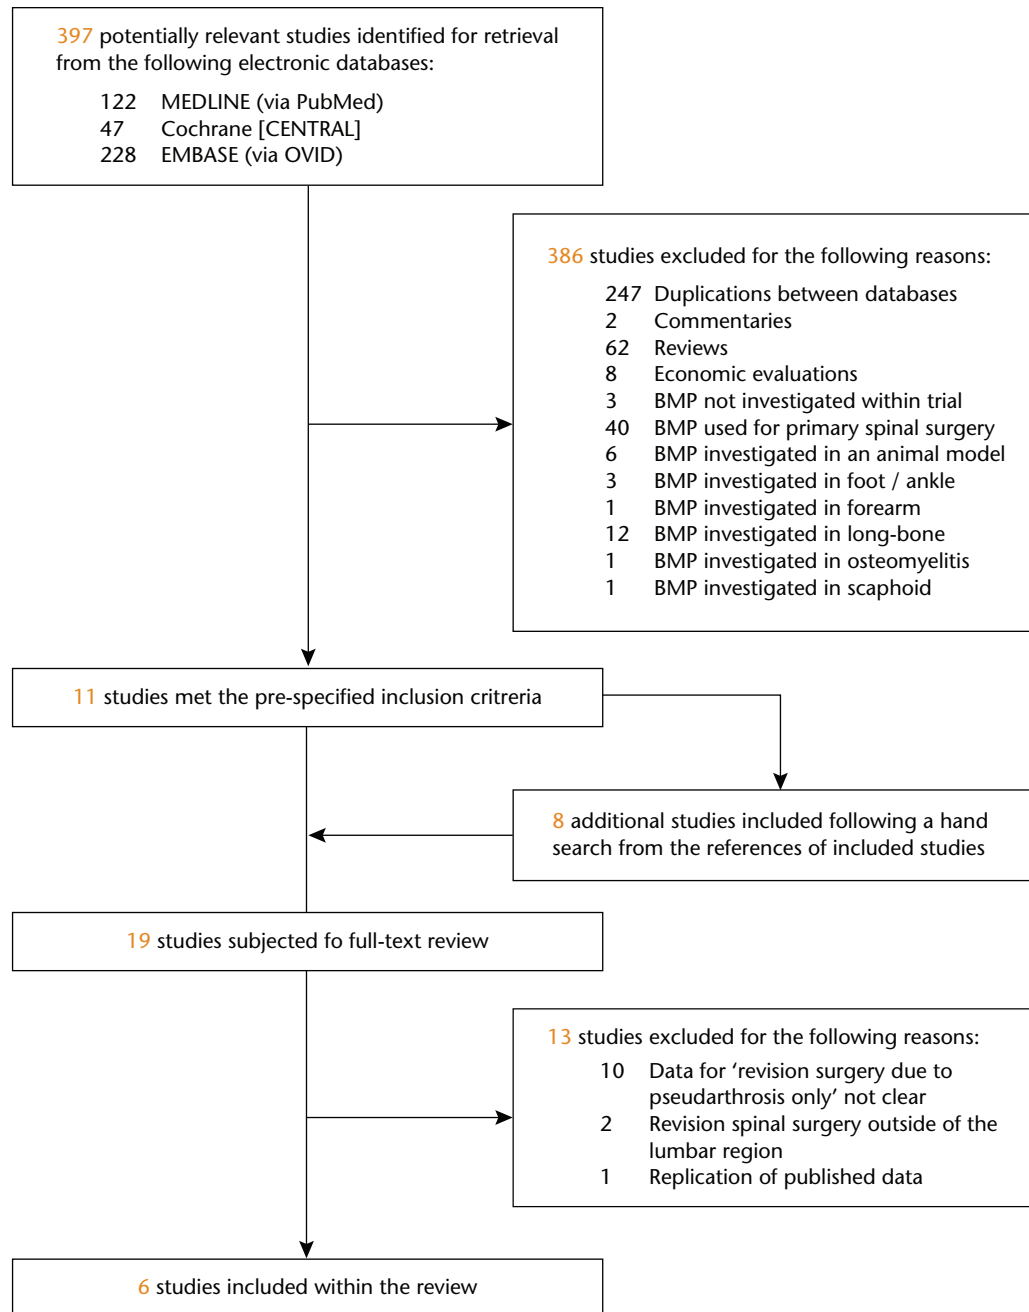 397 potentially relevant studies identified for retrieval
from the following electronic databases:
122 MEDLINE (via PubMed)
47 Cochrane [CENTRAL]
228 EMBASE (via OVID)
386 studies excluded for the following reasons:
247 Duplications between databases
2 Commentaries
62 Reviews
8 Economic evaluations
3 BMP not investigated within trial
40 BMP used for primary spinal surgery
6 BMP investigated in an animal model
3 BMP investigated in foot / ankle
1 BMP investigated in forearm
12 BMP investigated in long-bone
1 BMP investigated in osteomyelitis
1 BMP investigated in scaphoid
11 studies met the pre-specified inclusion critreria
8 additional studies included following a hand
search from the references of included studies
19 studies subjected fo full-text review
13 studies excluded for the following reasons:
10 Data for ‘revision surgery due to
pseudarthrosis only’ not clear
2 Revision spinal surgery outside of the
lumbar region
1 Replication of published data
6 studies included within the review